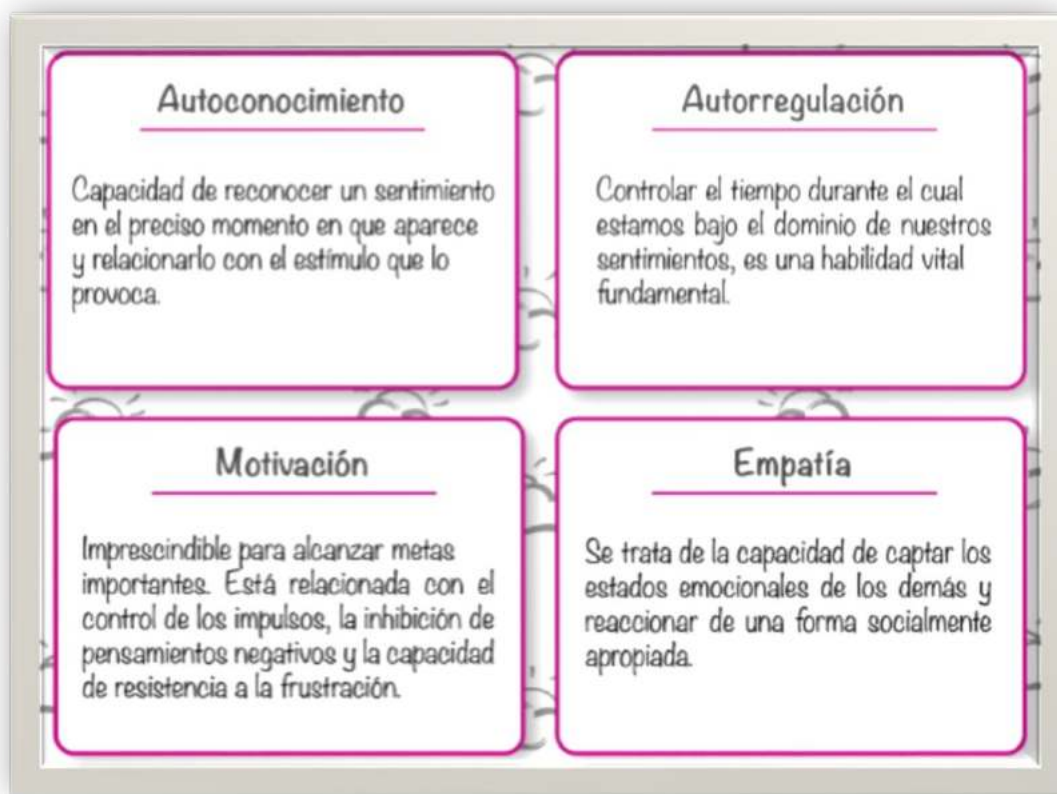 Autoconocimiento
Capacidad de reconocer un sentimiento
en el preciso momento en que aparece
y relacionarlo con el estímulo que lo
provoca.
Autorregulación
Controlar el tiempo durante el cual
estamos bajo el dominio de nuestros
sentimientos, es una habilidad vital
fundamental.
Motivación
Imprescindible para alcanzar metas
importantes. Está relacionada con el
control de los impulsos, la inhibición de
pensamientos negativos y la capacidad
de resistencia a la frustración.
Empatía
Se trata de la capacidad de captar los
estados emocionales de los demás y
reaccionar de una forma socialmente
apropiada.